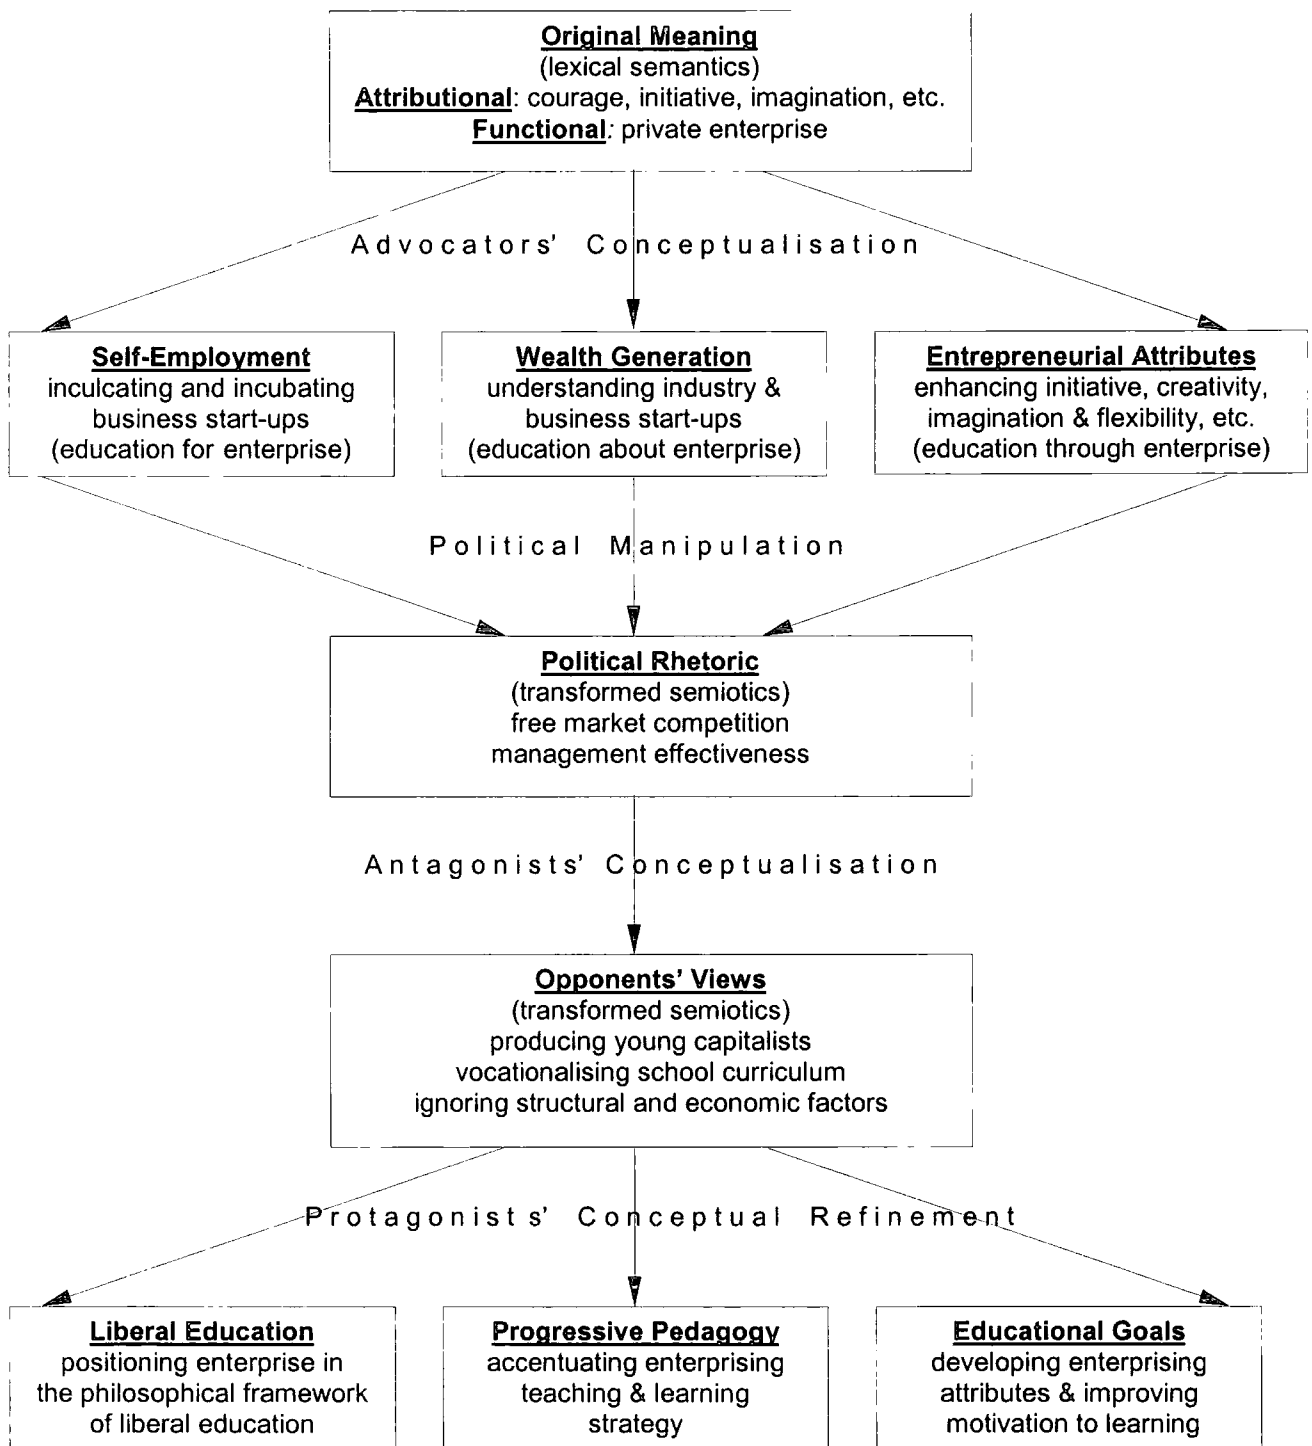 Original Meaning
(lexical semantics)
Attributional: courage, initiative, imagination, etc.
Functional: private enterprise
Advocators' Conceptualisation
Self-Employment
inculcating and incubating
business start-ups
(education for enterprise)
Wealth Generation
understanding industry &
business start-ups
(education about enterprise)
Entrepreneurial Attributes
enhancing initiative, creativity,
imagination & flexibility, etc.
(education through enterprise)
Political Manipulation
Political Rhetoric
(transformed semiotics)
free market competition
management effectiveness
Antagonists' Conceptualisation
Opponents' Views
(transformed semiotics)
producing young capitalists
vocationalising school curriculum
ignoring structural and economic factors
Protagonists' Conceptual Refinement
Liberal Education
positioning enterprise in
the philosophical framework
of liberal education
Progressive Pedagogy
accentuating enterprising
teaching & learning
strategy
Educational Goals
developing enterprising
attributes & improving
motivation to learning